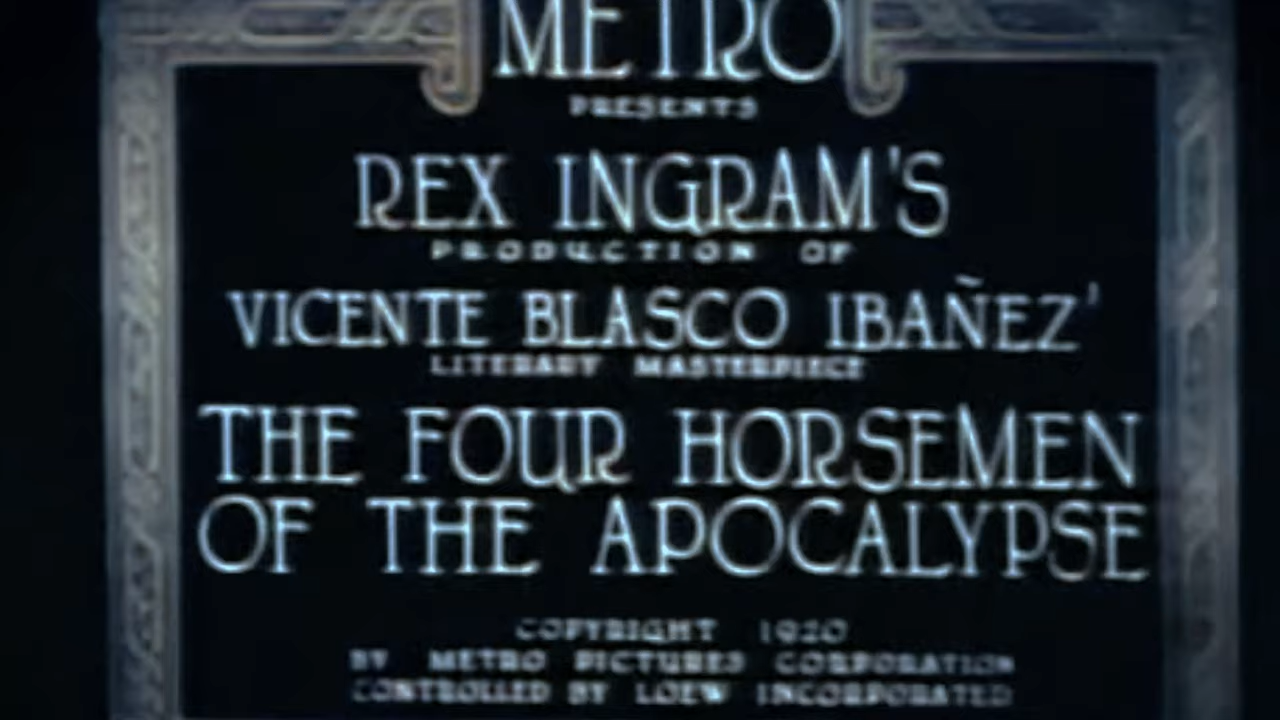 METRO
PRESENTS
REX INGRAM'S
PRODUCTION OF
VICENTE BLASCO IBAÑEZ'
LITERARY MASTERPIECE
THE FOUR HORSEMEN
OF THE APOCALYPSE
COPYRIGHT 1920
BY METRO PICTURES CORPORATION
CONTROLLED BY LOEW INCORPORATED